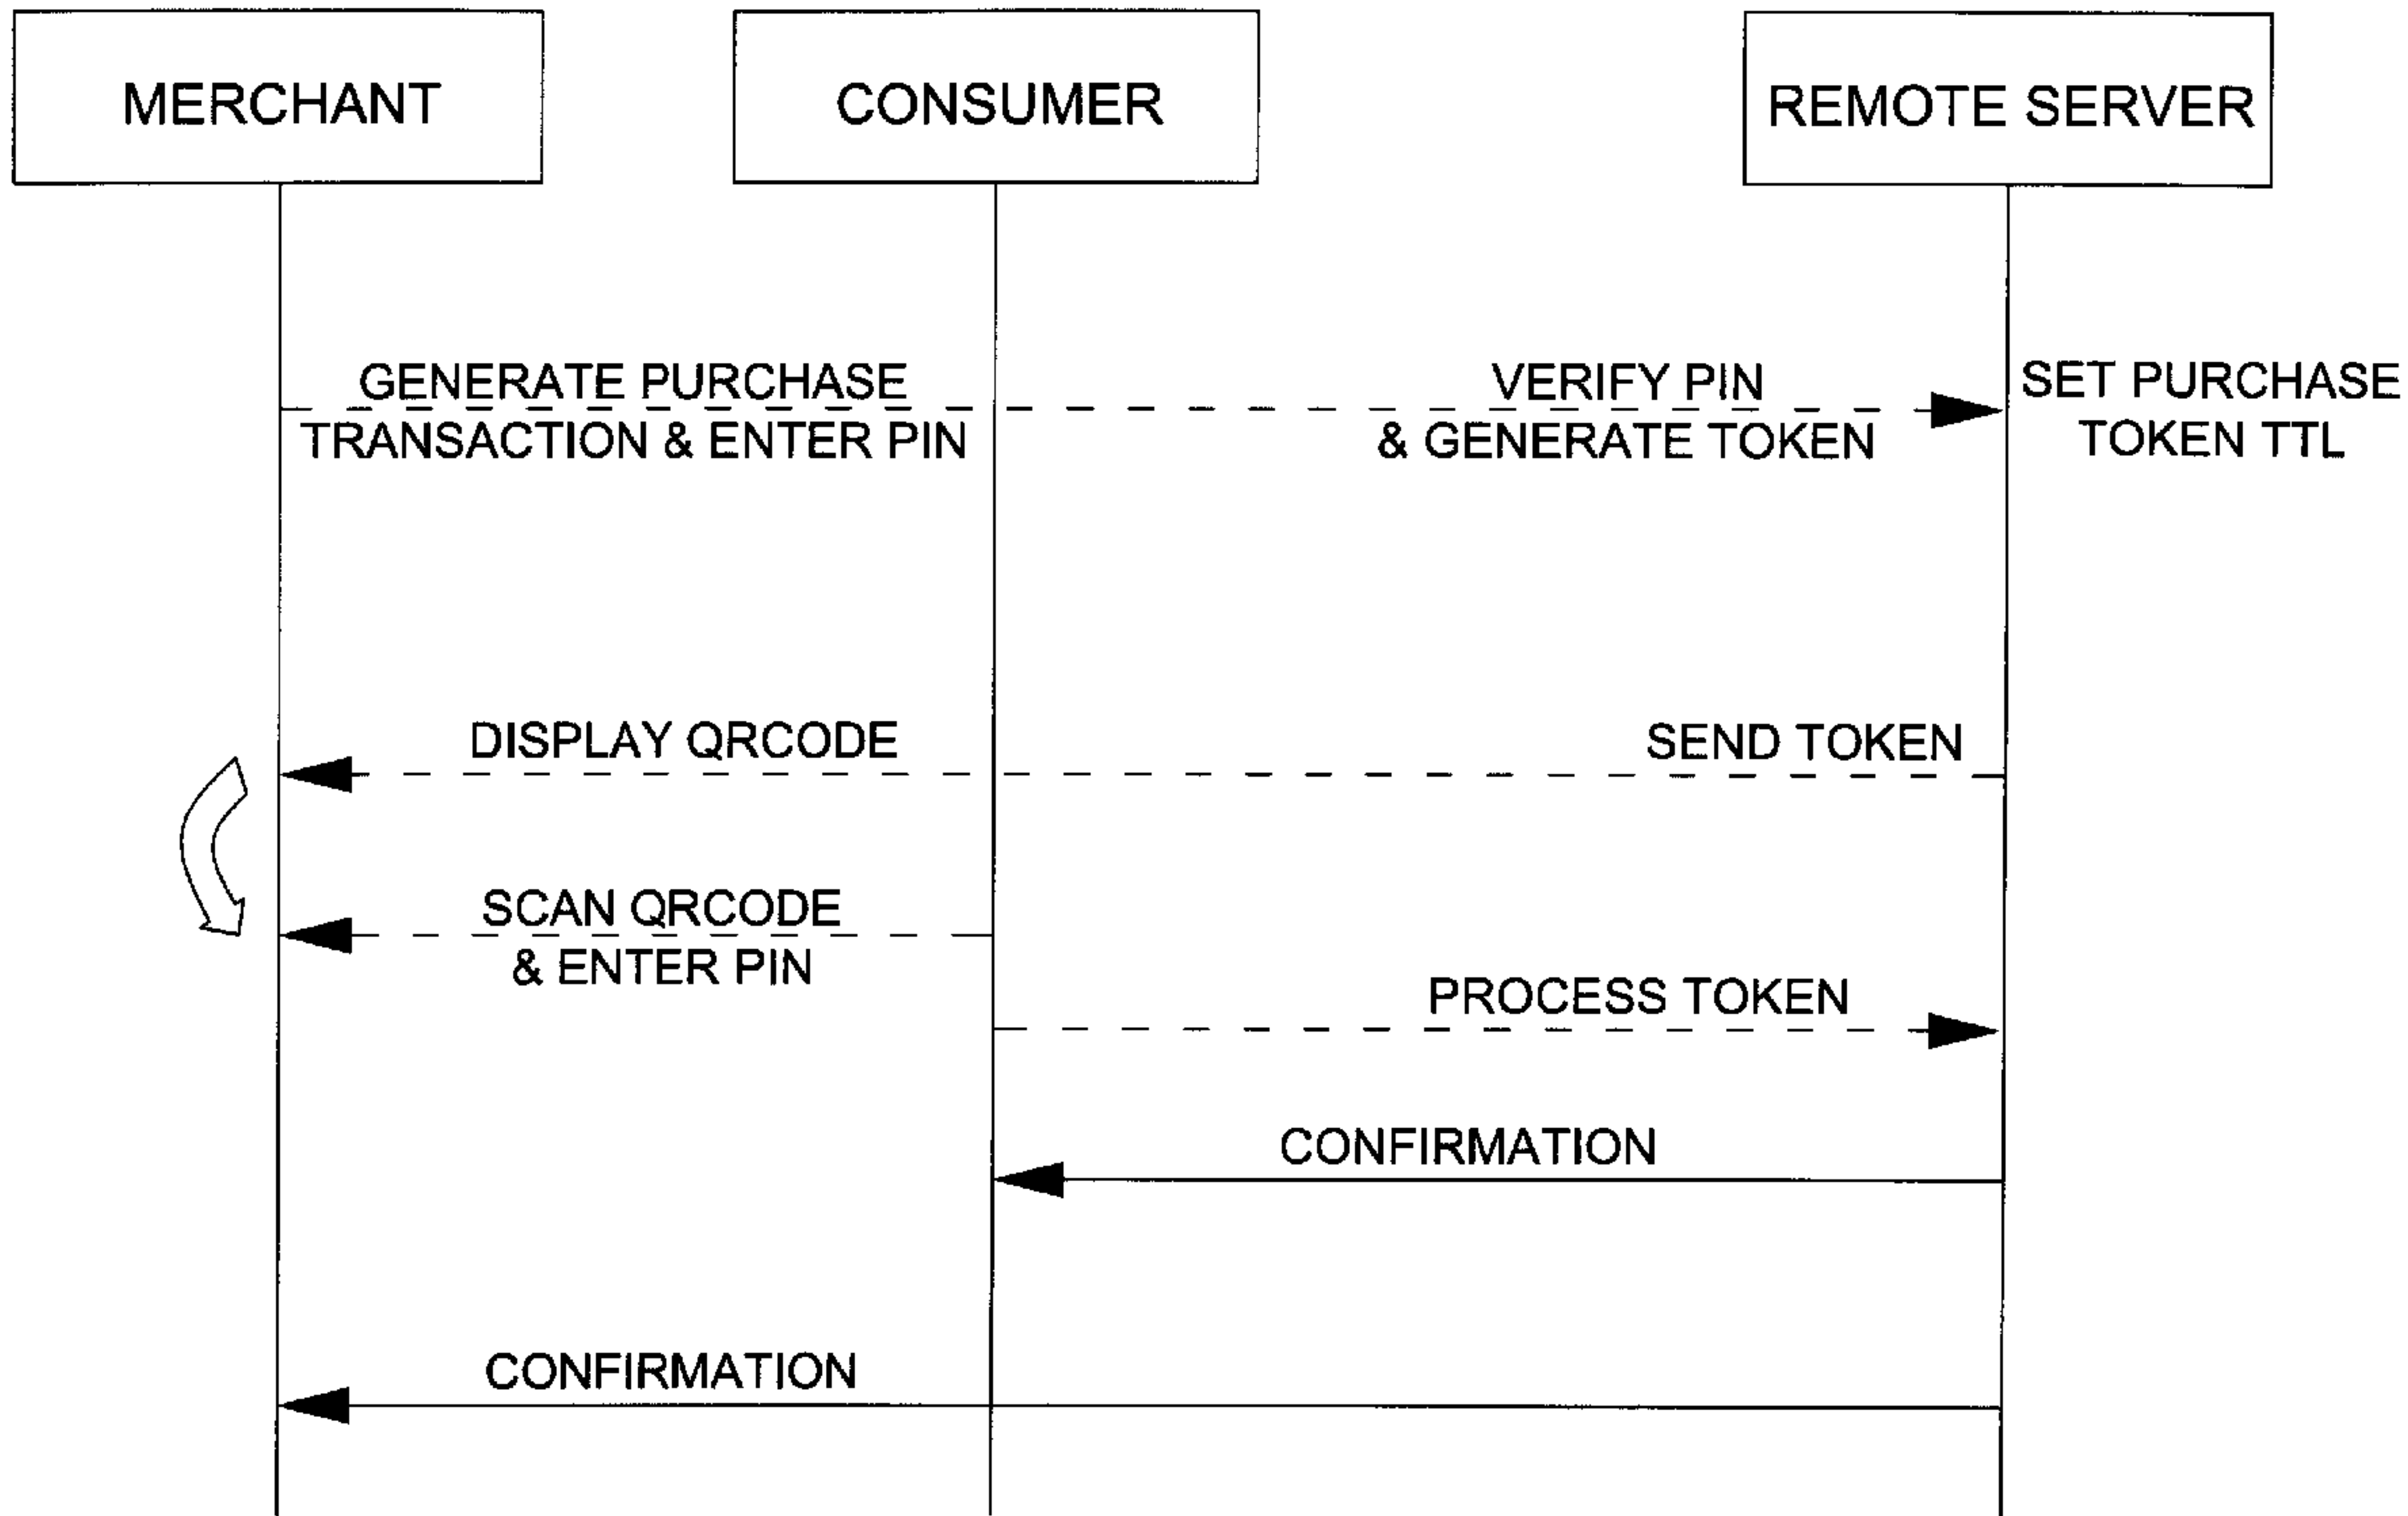 MERCHANT
CONSUMER
REMOTE SERVER
GENERATE PURCHASE
TRANSACTION & ENTER PIN
VERIFY PIN
& GENERATE TOKEN
SET PURCHASE
TOKEN TTL
DISPLAY QRCODE
SEND TOKEN
SCAN QRCODE
& ENTER PIN
PROCESS TOKEN
CONFIRMATION
CONFIRMATION